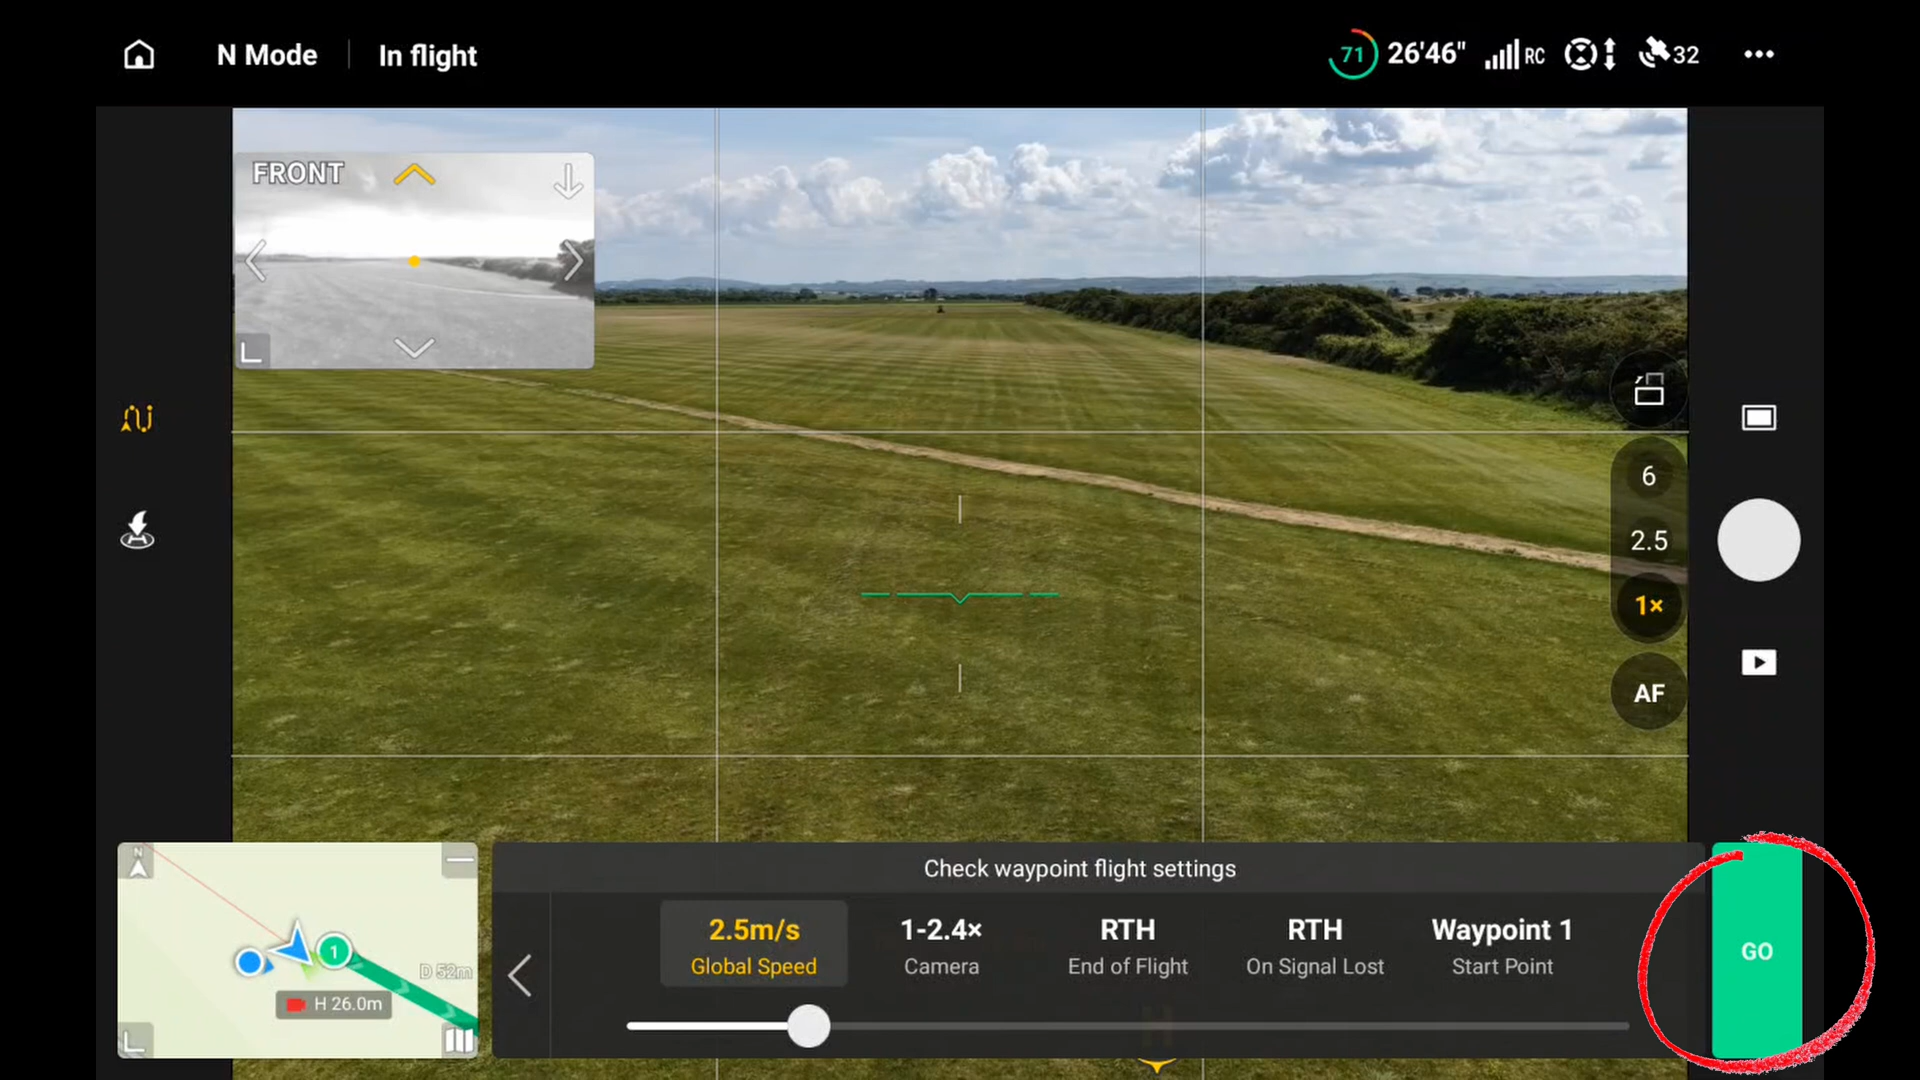 N Mode
In flight
71
26'46"
RC
32
FRONT
6
2.5
1×
AF
N
1
D 52m
H 26.0m
Check waypoint flight settings
2.5m/s
Global Speed
1-2.4×
Camera
RTH
End of Flight
RTH
On Signal Lost
Waypoint 1
Start Point
GO